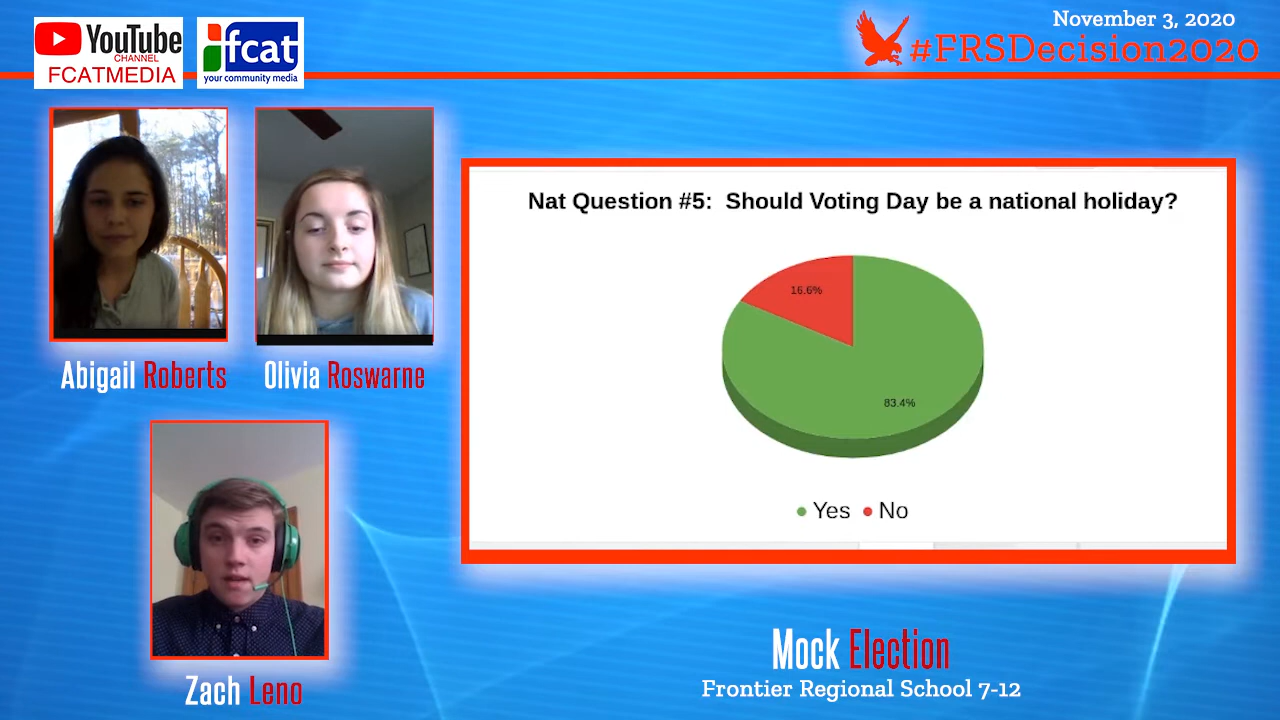 YouTube
CHANNEL
FCATMEDIA
fcat
your community media
November 3, 2020
#FRSDecision2020
Abigail Roberts
Olivia Roswarne
Zach Leno
Nat Question #5: Should Voting Day be a national holiday?
16.6%
83.4%
Yes No
Mock Election
Frontier Regional School 7-12